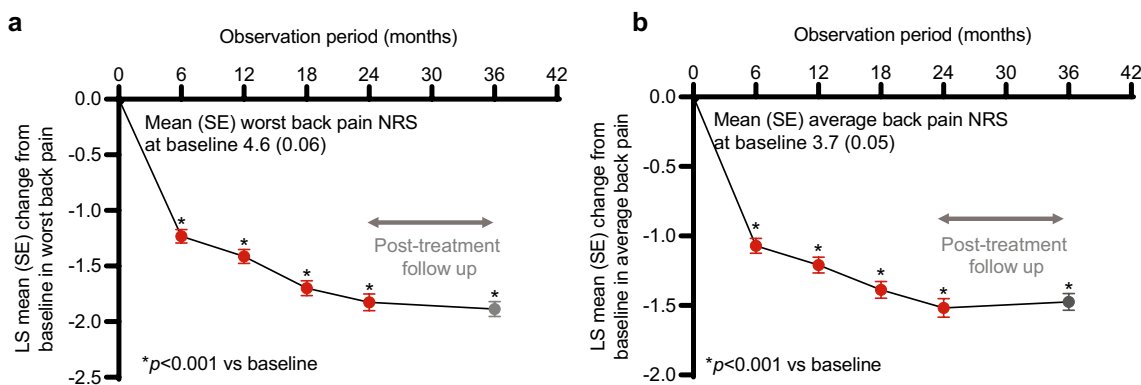 a
Observation period (months)
0 6 12 18 24 30 36 42
0.0
-0.5
-1.0
-1.5
-2.0
-2.5
LS mean (SE) change from
baseline in worst back pain
Mean (SE) worst back pain NRS
at baseline 4.6 (0.06)
* * * * *
Post-treatment
follow up
*p<0.001 vs baseline
b
Observation period (months)
0 6 12 18 24 30 36 42
0.0
-0.5
-1.0
-1.5
-2.0
LS mean (SE) change from
baseline in average back pain
Mean (SE) average back pain NRS
at baseline 3.7 (0.05)
* * * * *
Post-treatment
follow up
*p<0.001 vs baseline